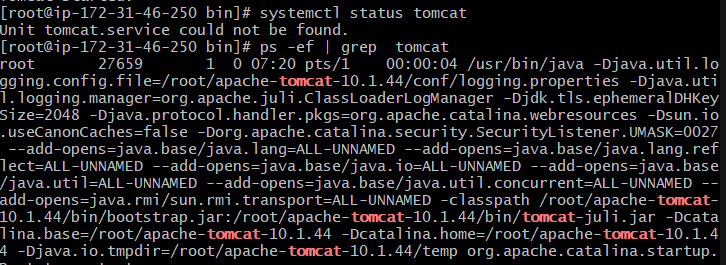 [root@ip-172-31-46-250 bin]# systemctl status tomcat
Unit tomcat.service could not be found.
[root@ip-172-31-46-250 bin]# ps -ef | grep  tomcat
root       27659       1  0 07:20 pts/1    00:00:04 /usr/bin/java -Djava.util.lo
gging.config.file=/root/apache-tomcat-10.1.44/conf/logging.properties -Djava.uti
l.logging.manager=org.apache.juli.ClassLoaderLogManager -Djdk.tls.ephemeralDHKey
Size=2048 -Djava.protocol.handler.pkgs=org.apache.catalina.webresources -Dsun.io
.useCanonCaches=false -Dorg.apache.catalina.security.SecurityListener.UMASK=0027
 --add-opens=java.base/java.lang=ALL-UNNAMED --add-opens=java.base/java.lang.ref
lect=ALL-UNNAMED --add-opens=java.base/java.io=ALL-UNNAMED --add-opens=java.base
/java.util=ALL-UNNAMED --add-opens=java.base/java.util.concurrent=ALL-UNNAMED --
add-opens=java.rmi/sun.rmi.transport=ALL-UNNAMED -classpath /root/apache-tomcat-
10.1.44/bin/bootstrap.jar:/root/apache-tomcat-10.1.44/bin/tomcat-juli.jar -Dcata
lina.base=/root/apache-tomcat-10.1.44 -Dcatalina.home=/root/apache-tomcat-10.1.4
4 -Djava.io.tmpdir=/root/apache-tomcat-10.1.44/temp org.apache.catalina.startup.